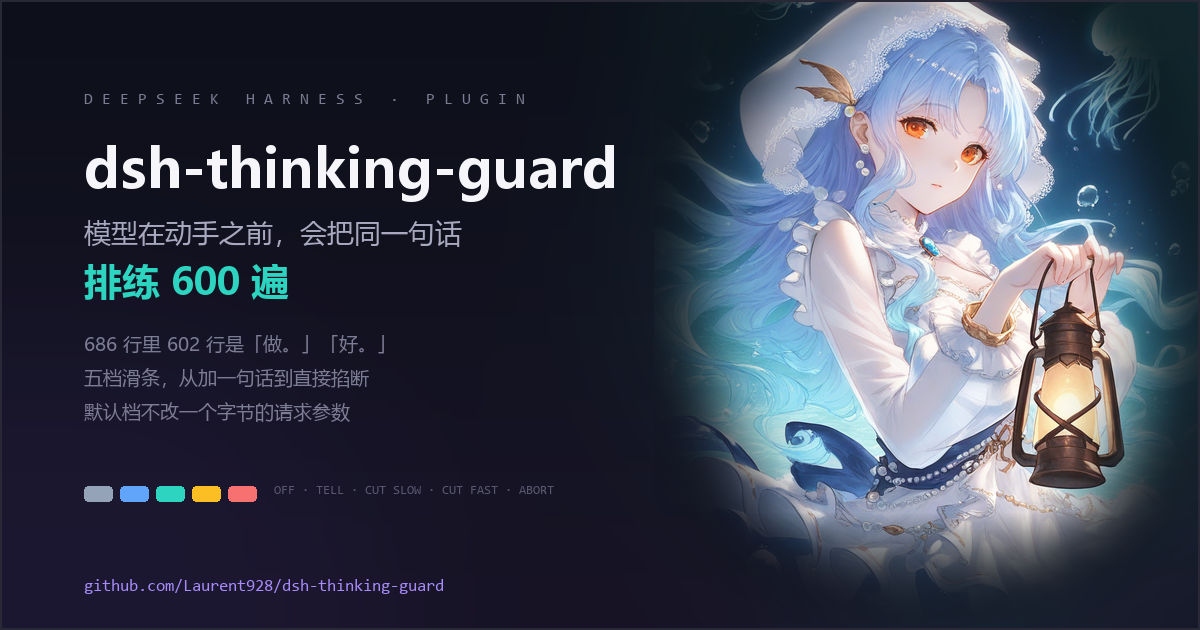 DEEPSEEK HARNESS · PLUGIN
dsh-thinking-guard
模型在动手之前，会把同一句话
排练 600 遍
686 行里 602 行是「做。」「好。」
五档滑条，从加一句话到直接掐断
默认档不改一个字节的请求参数
OFF · TELL · CUT SLOW · CUT FAST · ABORT
github.com/Laurent928/dsh-thinking-guard